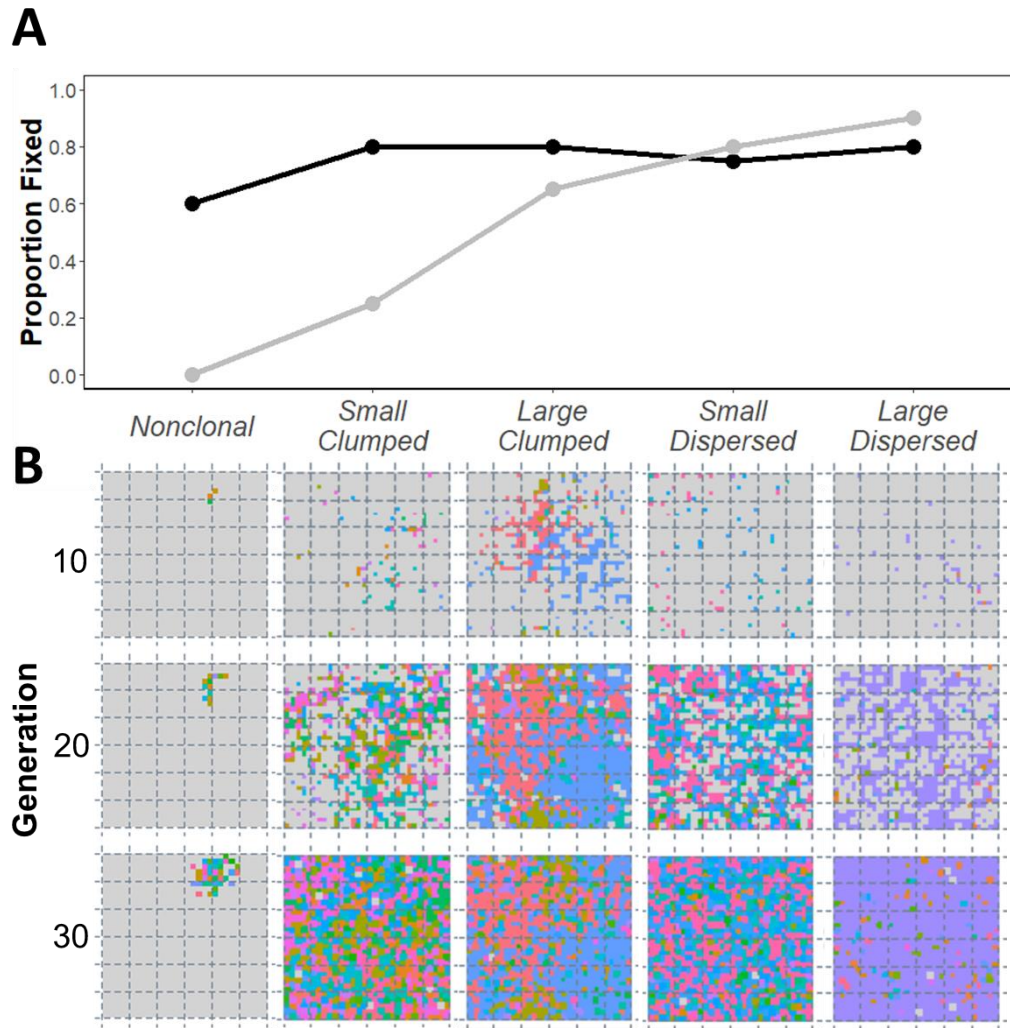 A
Proportion Fixed
1.0
0.8
0.6
0.4
0.2
0.0
Nonclonal
Small
Clumped
Large
Clumped
Small
Dispersed
Large
Dispersed
B
Generation
10
20
30